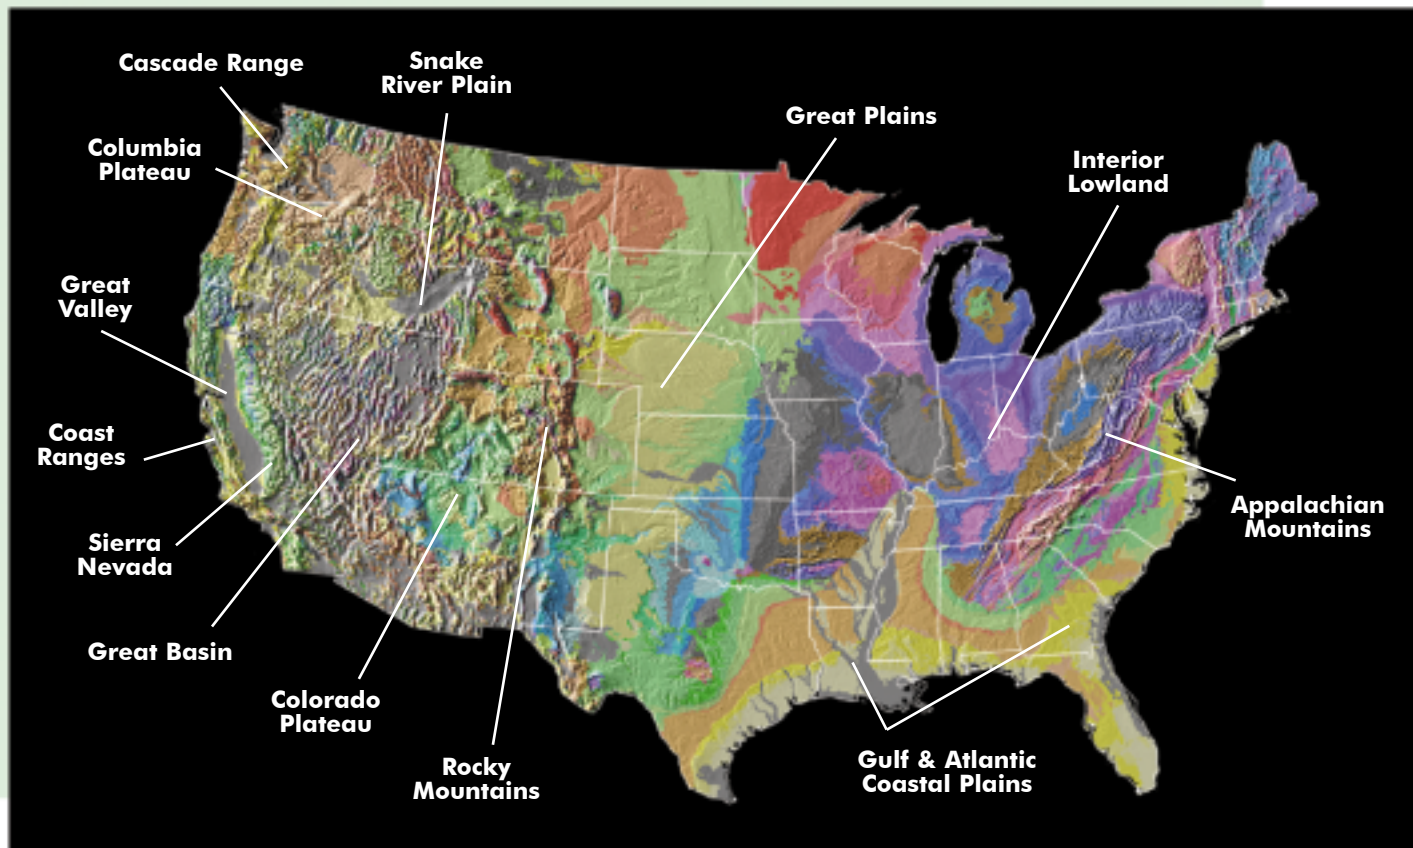 Cascade Range
Snake
River Plain
Great Plains
Columbia
Plateau
Interior
Lowland
Great
Valley
Coast
Ranges
Appalachian
Mountains
Sierra
Nevada
Great Basin
Colorado
Plateau
Rocky
Mountains
Gulf & Atlantic
Coastal Plains